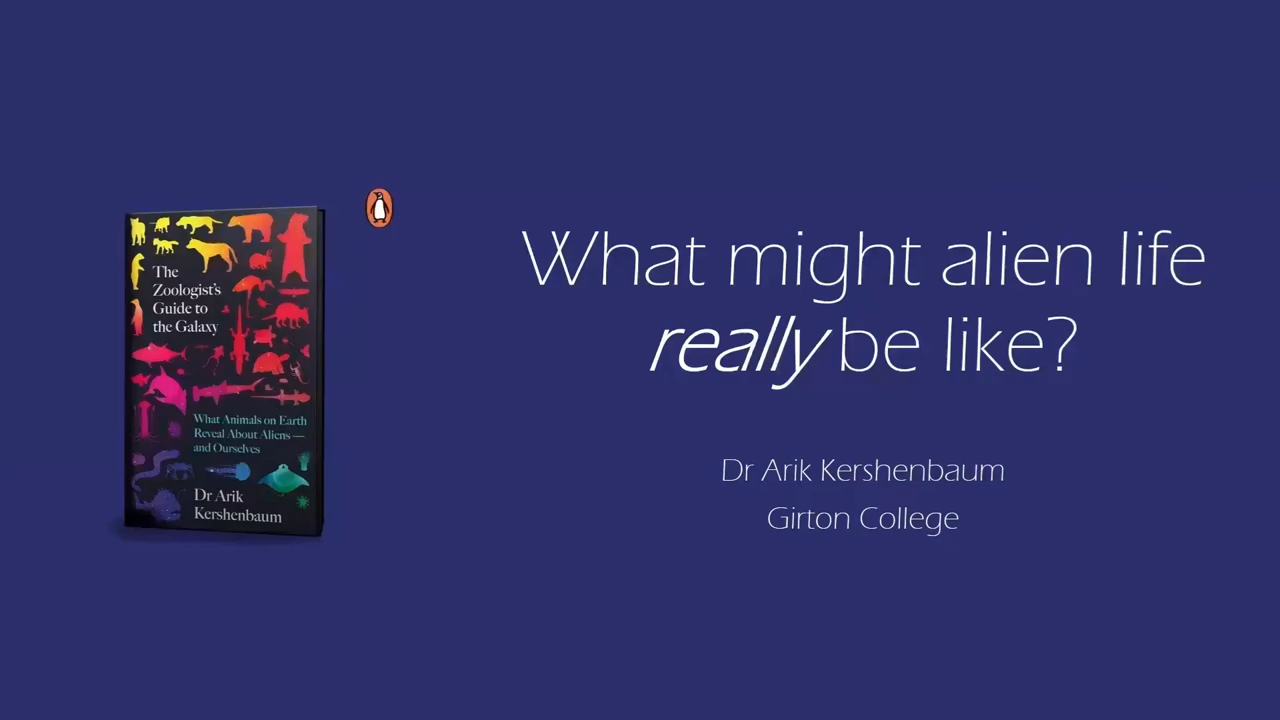 The
Zoologist's
Guide to
the Galaxy
What Animals on Earth
Reveal About Aliens —
and Ourselves
Dr Arik
Kershenbaum
What might alien life
really be like?
Dr Arik Kershenbaum
Girton College